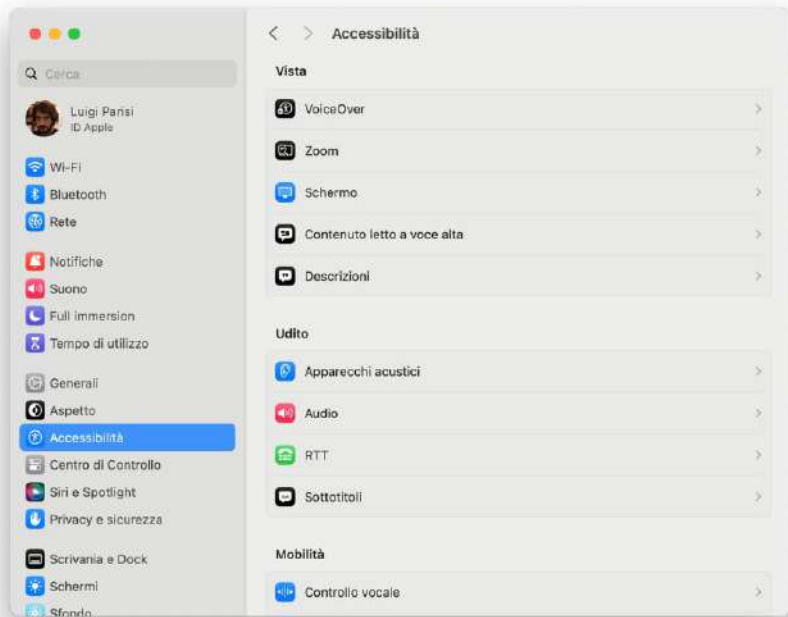 Cerca
Luigi Parisi
ID Apple
Wi-Fi
Bluetooth
Rete
Notifiche
Suono
Full immersion
Tempo di utilizzo
Generali
Aspetto
Accessibilità
Centro di Controllo
Siri e Spotlight
Privacy e sicurezza
Scrivania e Dock
Schermi
Sfondo
Accessibilità
Vista
VoiceOver
Zoom
Schermo
Contenuto letto a voce alta
Descrizioni
Udito
Apparecchi acustici
Audio
RTT
Sottotitoli
Mobilità
Controllo vocale